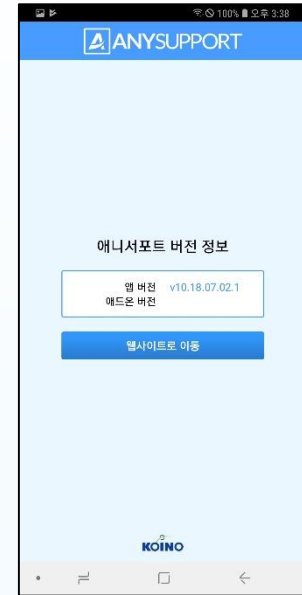 100% 오후 3:38
ANYSUPPORT
애니서포트 버전 정보
앱 버전 v10.18.07.02.1
애드온 버전
웹사이트로 이동
KOINO